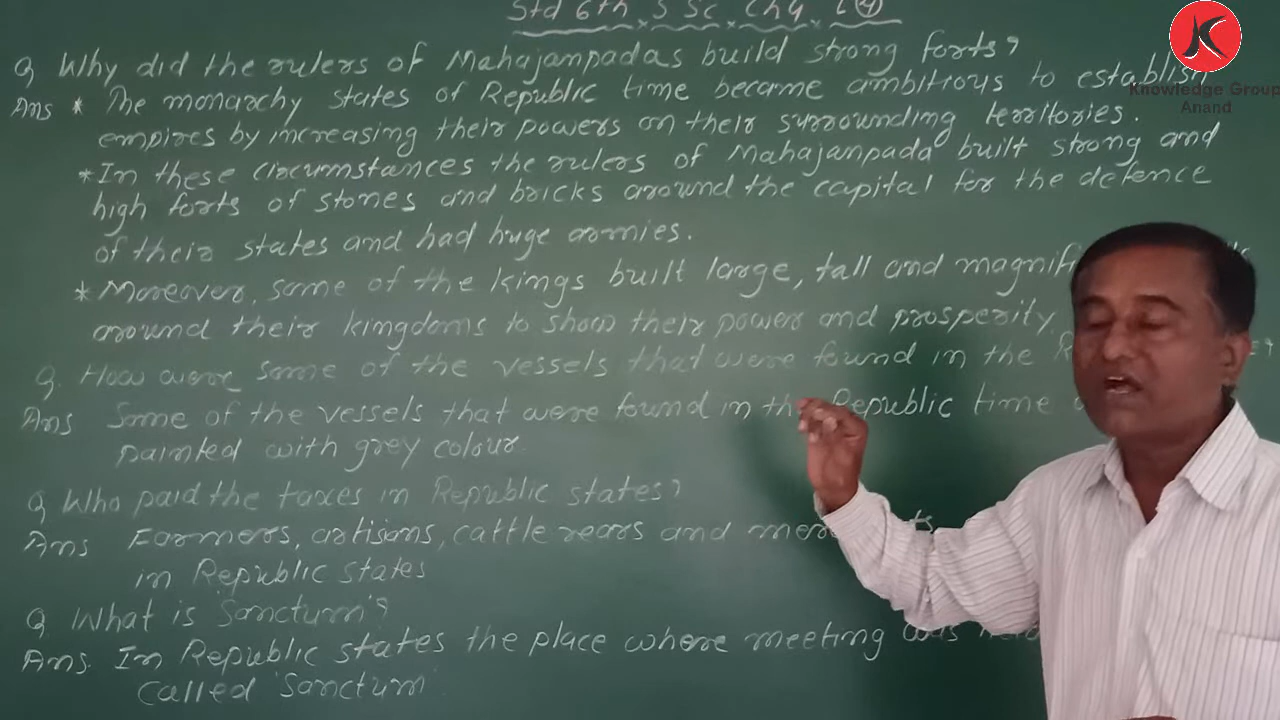 Std 6th × S Sc × Ch 4 × L ④
Q Why did the rulers of Mahajanpadas build strong forts?
Ans * The monarchy states of Republic time became ambitious to establish
empires by increasing their powers on their surrounding territories.
* In these circumstances the rulers of Mahajanpada built strong and
high forts of stones and bricks around the capital for the defence
of their states and had huge armies.
* Moreover, some of the kings built large, tall and
around their kingdoms to show their power and prosperity
Q. How were some of the vessels that were found in the
Ans Some of the vessels that were found in the Republic time
painted with grey colour.
Q Who paid the taxes in Republic states?
Ans Farmers, artisans, cattle rears and
in Republic states
Q What is 'Sanctum'?
Ans. In Republic states the place where meeting was
called 'Sanctum'
K
Knowledge Group
Anand